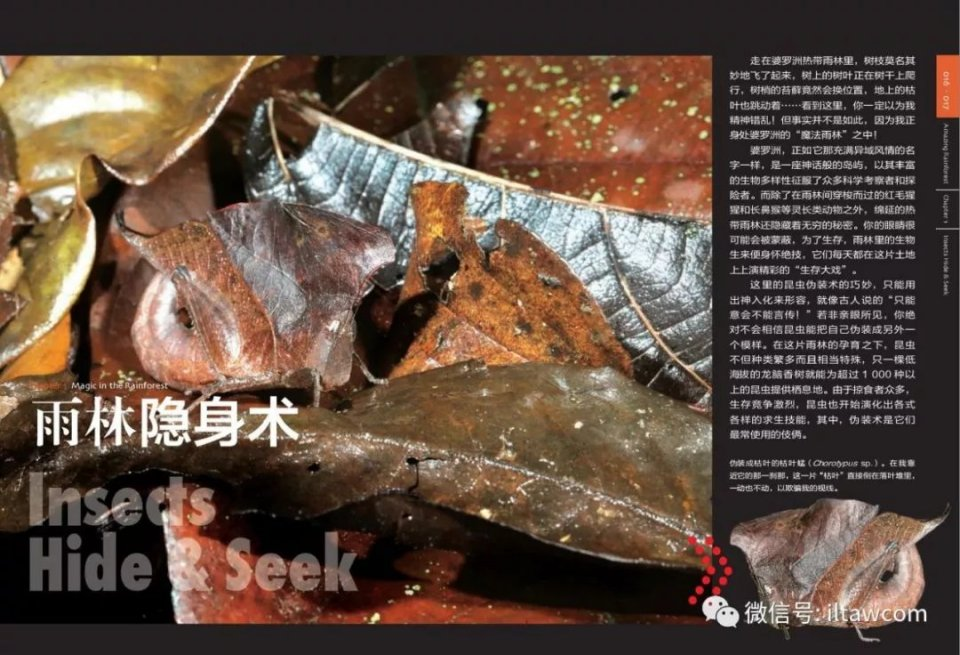 Chapter 1 Magic in the Rainforest
雨林隐身术
Insects
Hide & Seek
走在婆罗洲热带雨林里，树枝莫名其
妙地飞了起来，树上的树叶正在树干上爬
行，树梢的苔藓竟然会换位置，地上的枯
叶也跳动着……看到这里，你一定以为我
精神错乱！但事实并不是如此，因为我正
身处婆罗洲的“魔法雨林”之中！
婆罗洲，正如它那充满异域风情的名
字一样，是一座神话般的岛屿，以其丰富
的生物多样性征服了众多科学考察者和探
险者。而除了在雨林间穿梭而过的红毛猩
猩和长鼻猴等灵长类动物之外，绵延的热
带雨林还隐藏着无穷的秘密。你的眼睛很
可能会被蒙蔽，为了生存，雨林里的生物
生来便身怀绝技，它们每天都在这片土地
上上演精彩的“生存大戏”。
这里的昆虫伪装术的巧妙，只能用
出神入化来形容，就像古人说的“只能
意会不能言传！”若非亲眼所见，你绝
对不会相信昆虫能把自己伪装成另外一
个模样。在这片雨林的孕育之下，昆虫
不但种类繁多而且相当特殊，只一棵低
海拔的龙脑香树就能为超过 1 000 种以
上的昆虫提脯栖息地。由于掠食者众多，
生存竞争激烈，昆虫也开始演化出各式
各样的求生技能，其中，伪装术是它们
最常使用的伎俩。
伪装成枯叶的枯叶蜢（Chorotypus sp.）。在我靠
近它的那一刹那，这一片“枯叶”直接倒在落叶堆里，
一动也不动，以欺骗我的视线。
016 · 017
Amazing Rainforest
Chapter 1
Insects Hide & Seek
微信号: iltawcom